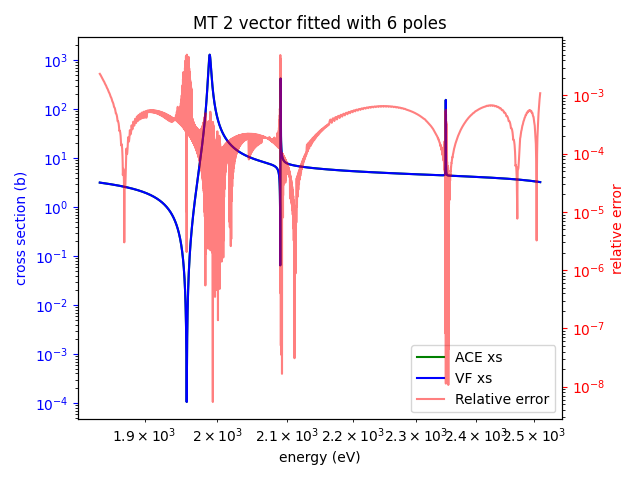 MT 2 vector fitted with 6 poles
10³
10²
10¹
10⁰
10⁻¹
10⁻²
10⁻³
10⁻⁴
cross section (b)
10⁻³
10⁻⁴
10⁻⁵
10⁻⁶
10⁻⁷
10⁻⁸
relative error
ACE xs
VF xs
Relative error
1.9 × 10³ 2 × 10³ 2.1 × 10³ 2.2 × 10³ 2.3 × 10³ 2.4 × 10³ 2.5 × 10³
energy (eV)